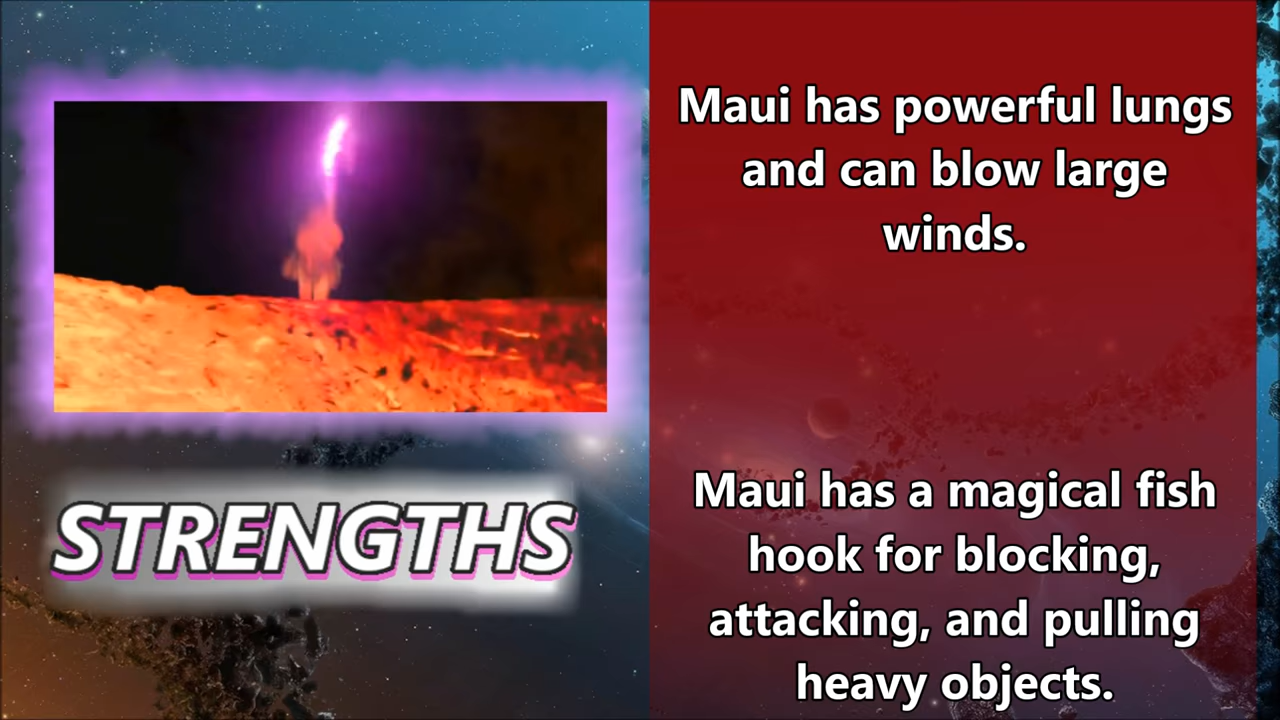 STRENGTHS
Maui has powerful lungs
and can blow large
winds.
Maui has a magical fish
hook for blocking,
attacking, and pulling
heavy objects.